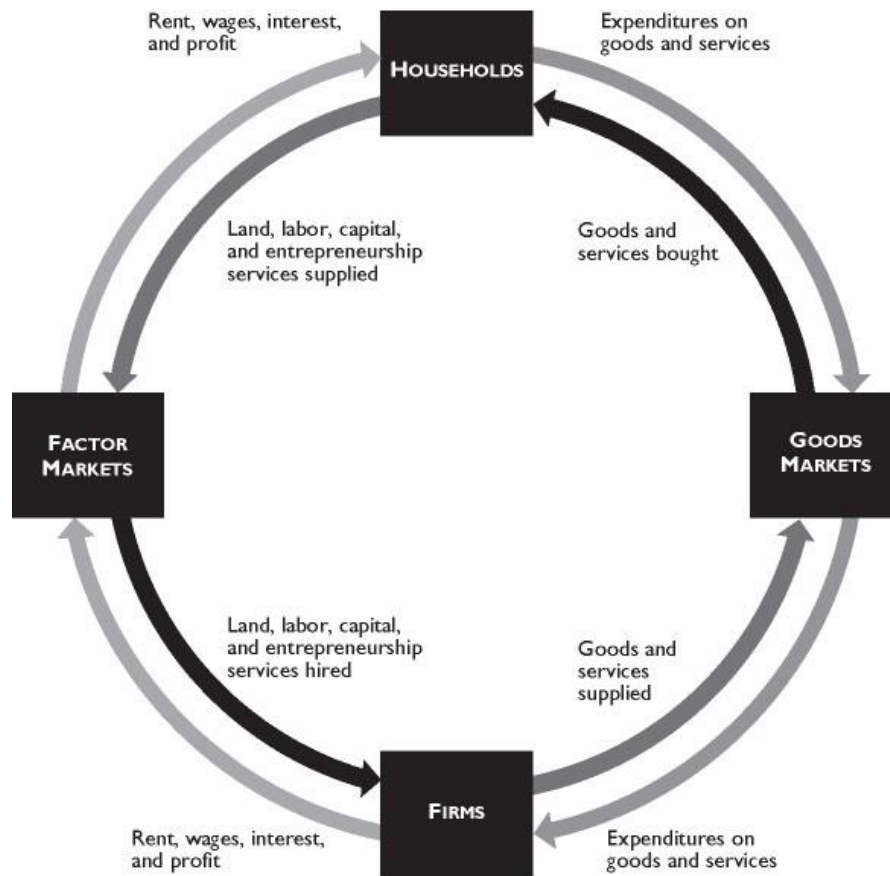 Rent, wages, interest,
and profit
HOUSEHOLDS
Expenditures on
goods and services
Land, labor, capital,
and entrepreneurship
services supplied
Goods and
services bought
FACTOR
MARKETS
GOODS
MARKETS
Land, labor, capital,
and entrepreneurship
services hired
Goods and
services
supplied
Rent, wages, interest,
and profit
FIRMS
Expenditures on
goods and services